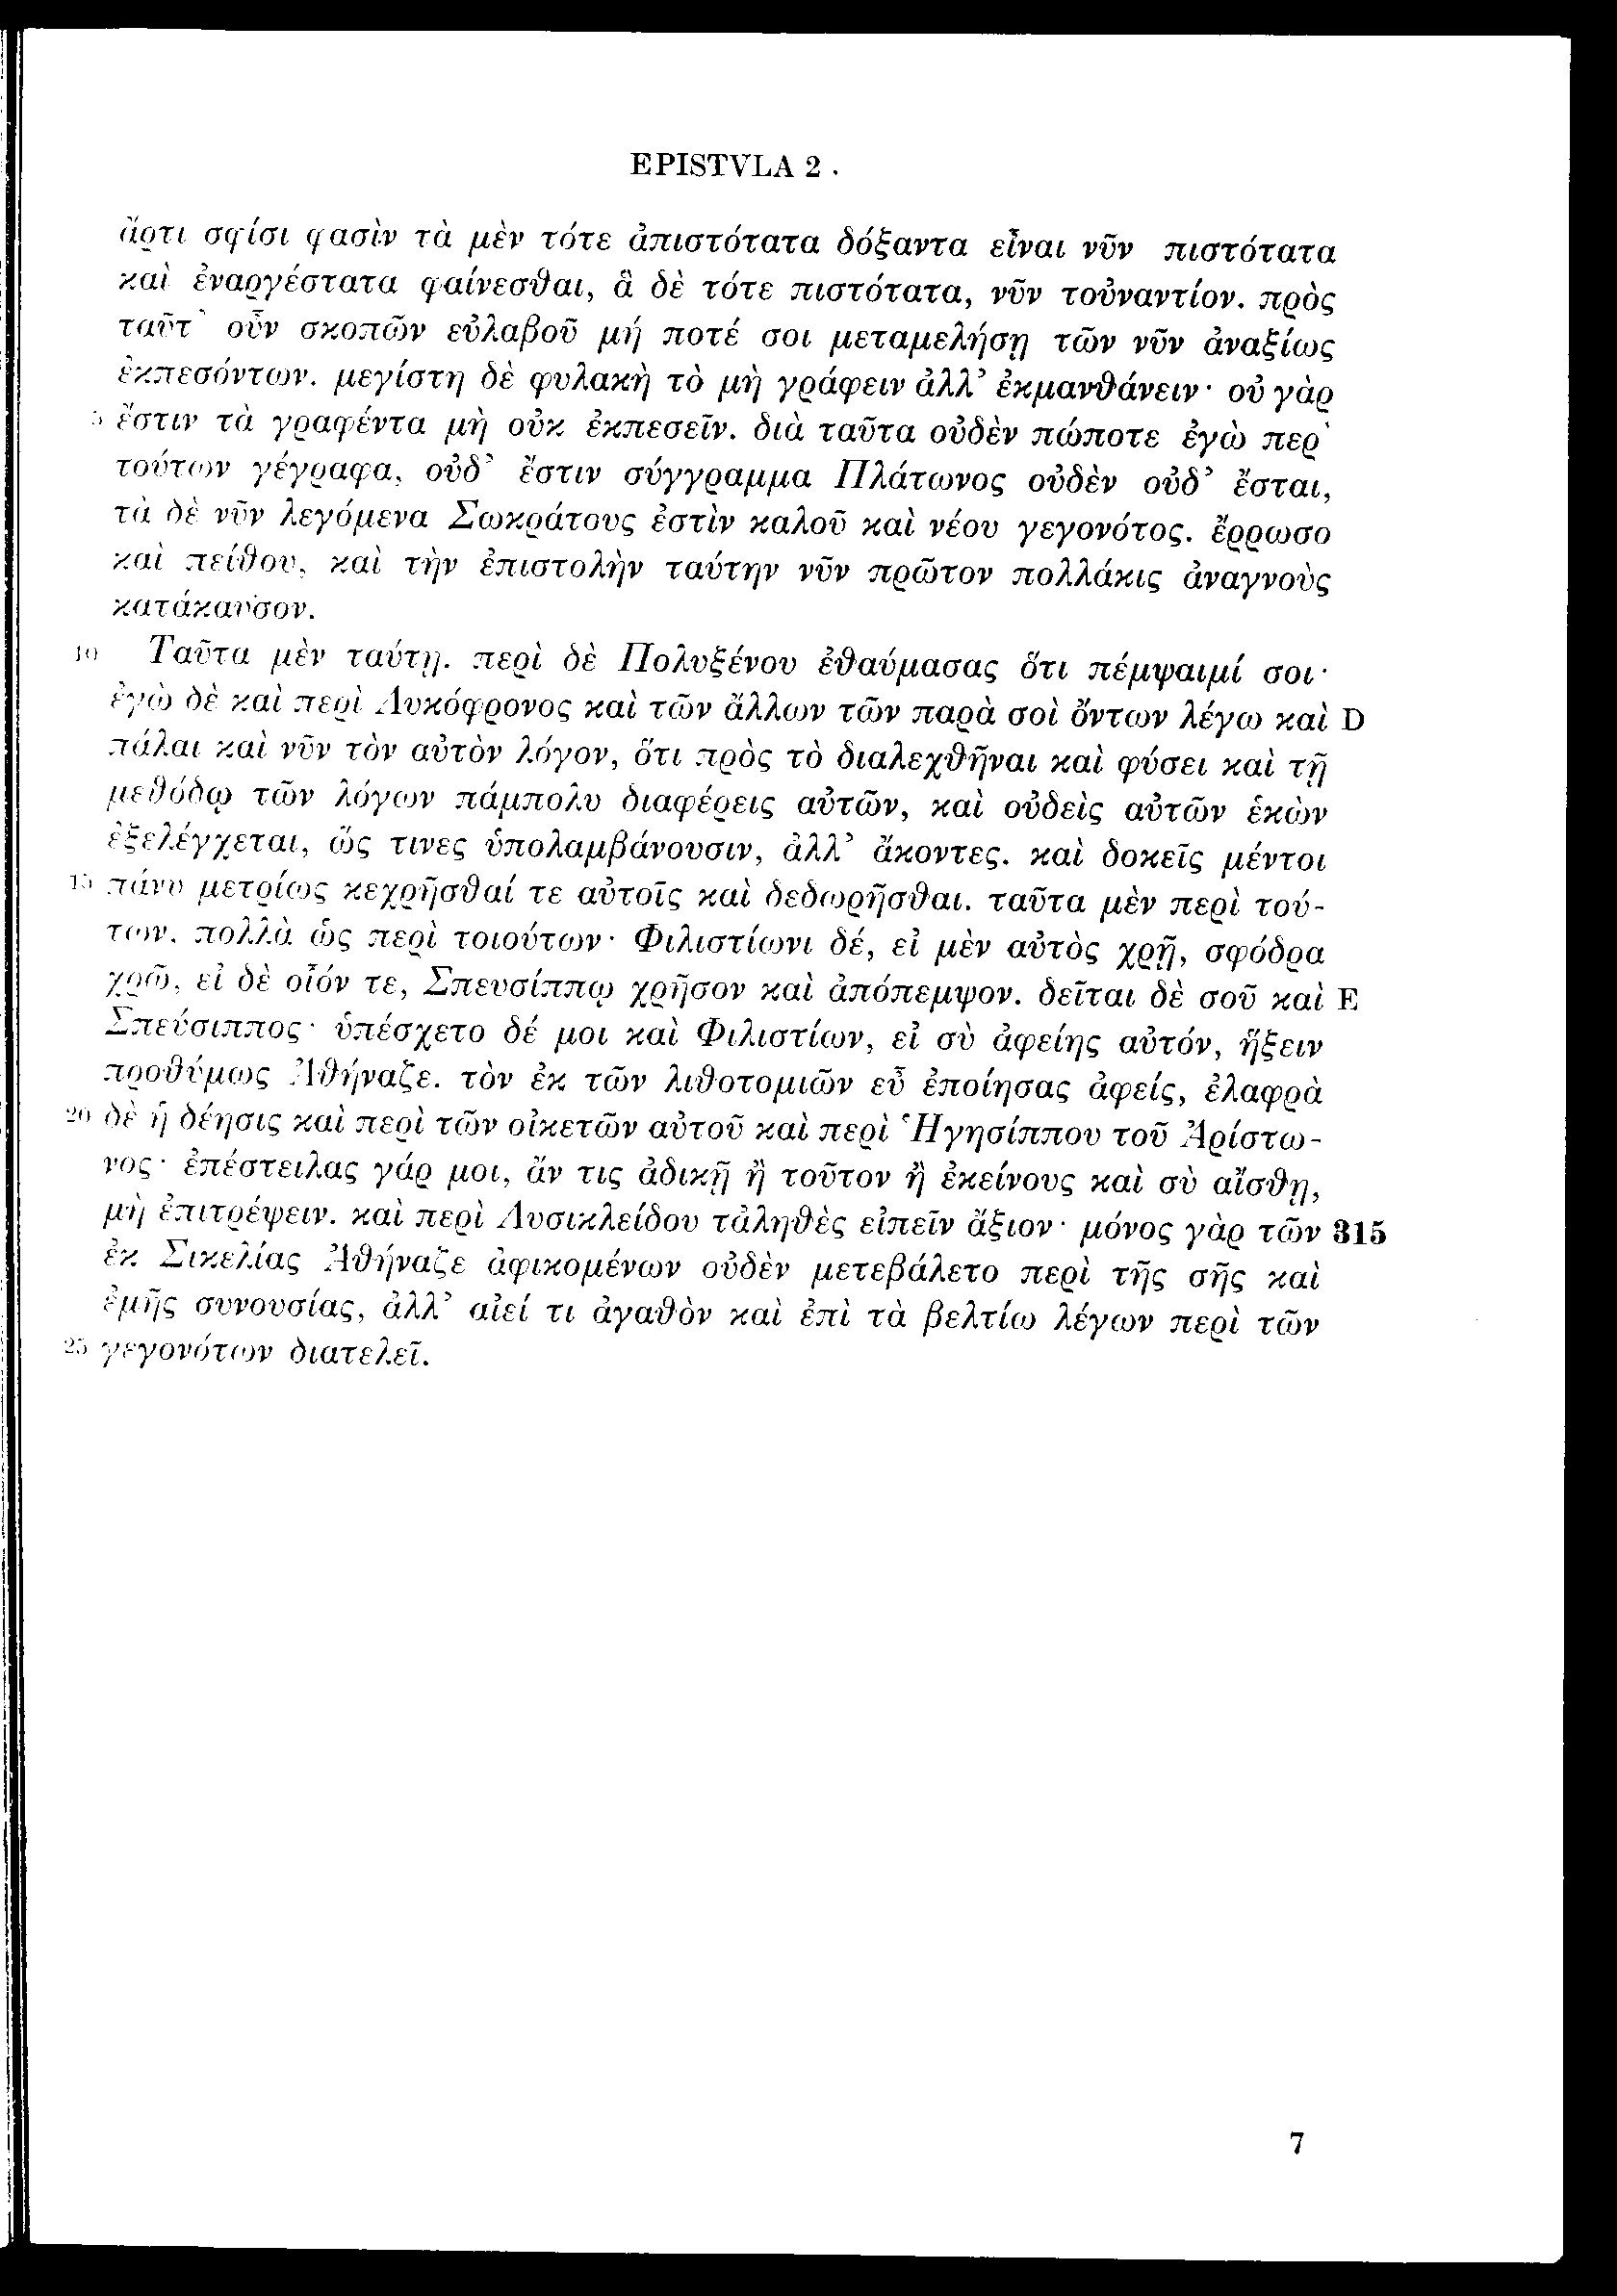 EPISTVLA 2 .
ἄρτι σφίσι φασὶν τὰ μὲν τότε ἀπιστότατα δόξαντα εἶναι νῦν πιστότατα
καὶ ἐναργέστατα φαίνεσθαι, ἃ δὲ τότε πιστότατα, νῦν τοὐναντίον. πρὸς
ταῦτ᾽ οὖν σκοπῶν εὐλαβοῦ μή ποτέ σοι μεταμελήσῃ τῶν νῦν ἀναξίως
ἐκπεσόντων. μεγίστη δὲ φυλακὴ τὸ μὴ γράφειν ἀλλ᾽ ἐκμανθάνειν· οὐ γὰρ
5 ἔστιν τὰ γραφέντα μὴ οὐκ ἐκπεσεῖν. διὰ ταῦτα οὐδὲν πώποτε ἐγὼ περ᾽
τούτων γέγραφα, οὐδ᾽ ἔστιν σύγγραμμα Πλάτωνος οὐδὲν οὐδ᾽ ἔσται,
τὰ δὲ νῦν λεγόμενα Σωκράτους ἐστὶν καλοῦ καὶ νέου γεγονότος. ἔρρωσο
καὶ πείθου, καὶ τὴν ἐπιστολὴν ταύτην νῦν πρῶτον πολλάκις ἀναγνοὺς
κατάκαυσον.
10 Ταῦτα μὲν ταύτῃ. περὶ δὲ Πολυξένου ἐθαύμασας ὅτι πέμψαιμί σοι·
ἐγὼ δὲ καὶ περὶ Λυκόφρονος καὶ τῶν ἄλλων τῶν παρὰ σοὶ ὄντων λέγω καὶ D
πάλαι καὶ νῦν τὸν αὐτὸν λόγον, ὅτι πρὸς τὸ διαλεχθῆναι καὶ φύσει καὶ τῇ
μεθόδῳ τῶν λόγων πάμπολυ διαφέρεις αὐτῶν, καὶ οὐδεὶς αὐτῶν ἑκὼν
ἐξελέγχεται, ὥς τινες ὑπολαμβάνουσιν, ἀλλ᾽ ἄκοντες. καὶ δοκεῖς μέντοι
15 πάνυ μετρίως κεχρῆσθαί τε αὐτοῖς καὶ δεδωρῆσθαι. ταῦτα μὲν περὶ τού-
των, πολλὰ ὡς περὶ τοιούτων· Φιλιστίωνι δέ, εἰ μὲν αὐτὸς χρῇ, σφόδρα
χρῶ, εἰ δὲ οἷόν τε, Σπευσίππῳ χρῆσον καὶ ἀπόπεμψον. δεῖται δὲ σοῦ καὶ E
Σπεύσιππος· ὑπέσχετο δέ μοι καὶ Φιλιστίων, εἰ σὺ ἀφείης αὐτόν, ἥξειν
προθύμως Ἀθήναζε. τὸν ἐκ τῶν λιθοτομιῶν εὖ ἐποίησας ἀφείς, ἐλαφρὰ
20 δὲ ἡ δέησις καὶ περὶ τῶν οἰκετῶν αὐτοῦ καὶ περὶ Ἡγησίππου τοῦ Ἀρίστω-
νος· ἐπέστειλας γάρ μοι, ἄν τις ἀδικῇ ἢ τοῦτον ἢ ἐκείνους καὶ σὺ αἴσθῃ,
μὴ ἐπιτρέψειν. καὶ περὶ Λυσικλείδου τἀληθὲς εἰπεῖν ἄξιον· μόνος γὰρ τῶν 315
ἐκ Σικελίας Ἀθήναζε ἀφικομένων οὐδὲν μετεβάλετο περὶ τῆς σῆς καὶ
ἐμῆς συνουσίας, ἀλλ᾽ αἰεί τι ἀγαθὸν καὶ ἐπὶ τὰ βελτίω λέγων περὶ τῶν
25 γεγονότων διατελεῖ.
7